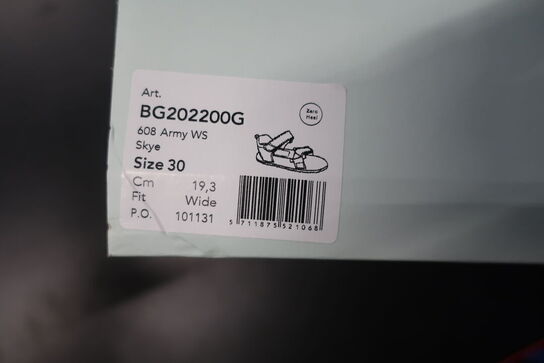 Art.
BG202200G
Zero
Heel
608 Army WS
Skye
Size 30
Cm 19,3
Fit Wide
P.O. 101131
5 711875 521068